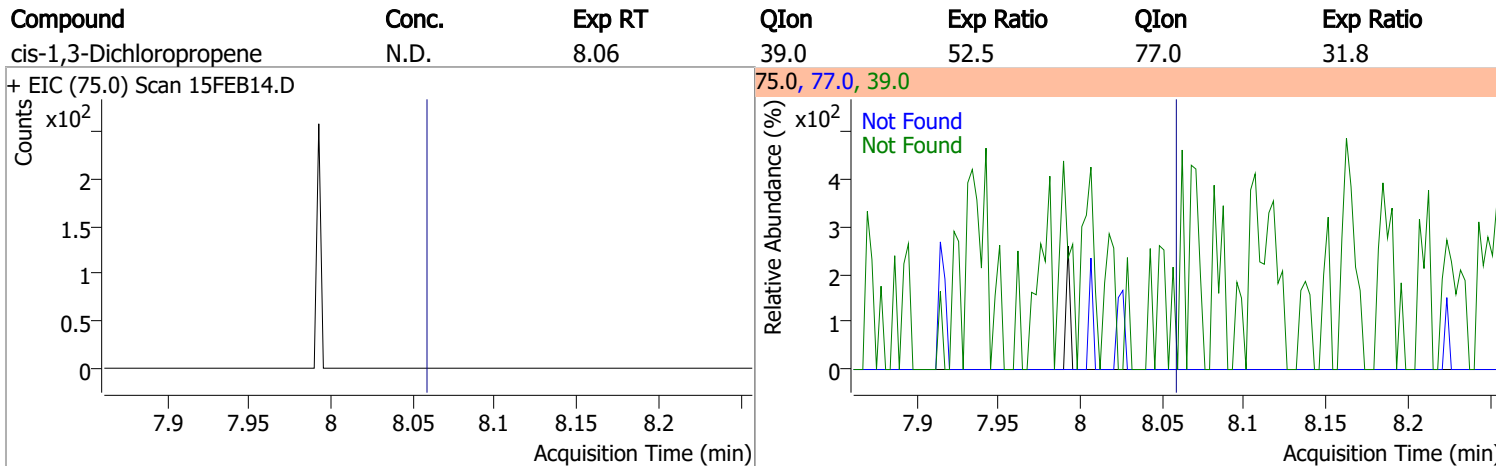 Compound Conc. Exp RT QIon Exp Ratio QIon Exp Ratio
cis-1,3-Dichloropropene N.D. 8.06 39.0 52.5 77.0 31.8
+ EIC (75.0) Scan 15FEB14.D
Counts
x10²
2
1.5
1
0.5
0
7.9 7.95 8 8.05 8.1 8.15 8.2
Acquisition Time (min)
75.0, 77.0, 39.0
Relative Abundance (%)
x10²
Not Found
Not Found
4
3
2
1
0
7.9 7.95 8 8.05 8.1 8.15 8.2
Acquisition Time (min)